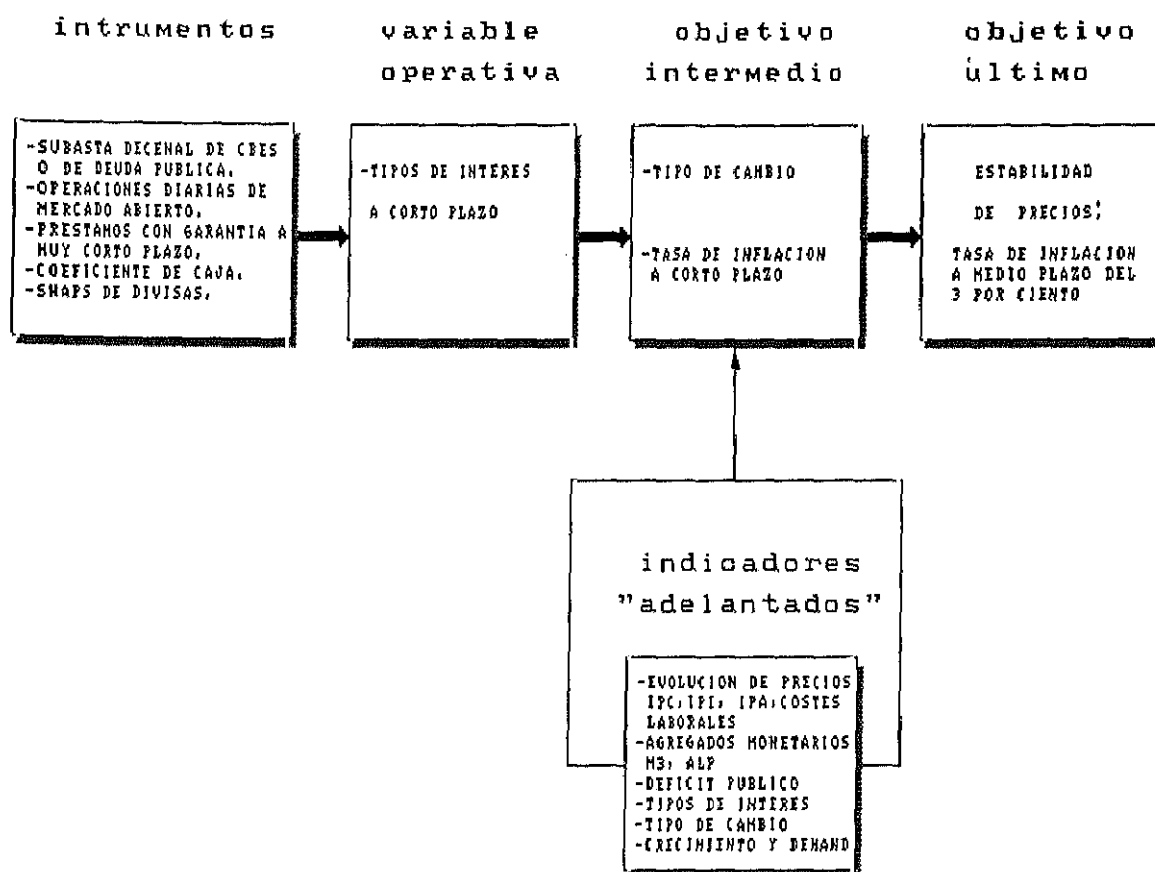 intrumentos
variable
operativa
objetivo
intermedio
objetivo
último
-SUBASTA DECENAL DE CBES
O DE DEUDA PUBLICA.
-OPERACIONES DIARIAS DE
MERCADO ABIERTO.
-PRESTAMOS CON GARANTIA A
MUY CORTO PLAZO.
-COEFICIENTE DE CAJA.
-SWAPS DE DIVISAS.
-TIPOS DE INTERES
A CORTO PLAZO
-TIPO DE CAMBIO
-TASA DE INFLACION
A CORTO PLAZO
ESTABILIDAD
DE PRECIOS:
TASA DE INFLACION
A MEDIO PLAZO DEL
3 POR CIENTO
indicadores
"adelantados"
-EVOLUCION DE PRECIOS
IPC, IPI, IPA, COSTES
LABORALES
-AGREGADOS MONETARIOS
M3, ALP
-DEFICIT PUBLICO
-TIPOS DE INTERES
-TIPO DE CAMBIO
-CRECIMIENTO Y DEMAND